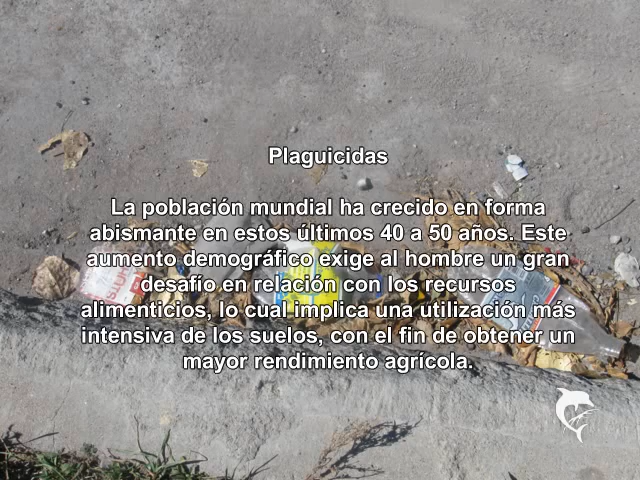 Plaguicidas
La población mundial ha crecido en forma
abismante en estos últimos 40 a 50 años. Este
aumento demográfico exige al hombre un gran
desafío en relación con los recursos
alimenticios, lo cual implica una utilización más
intensiva de los suelos, con el fin de obtener un
mayor rendimiento agrícola.